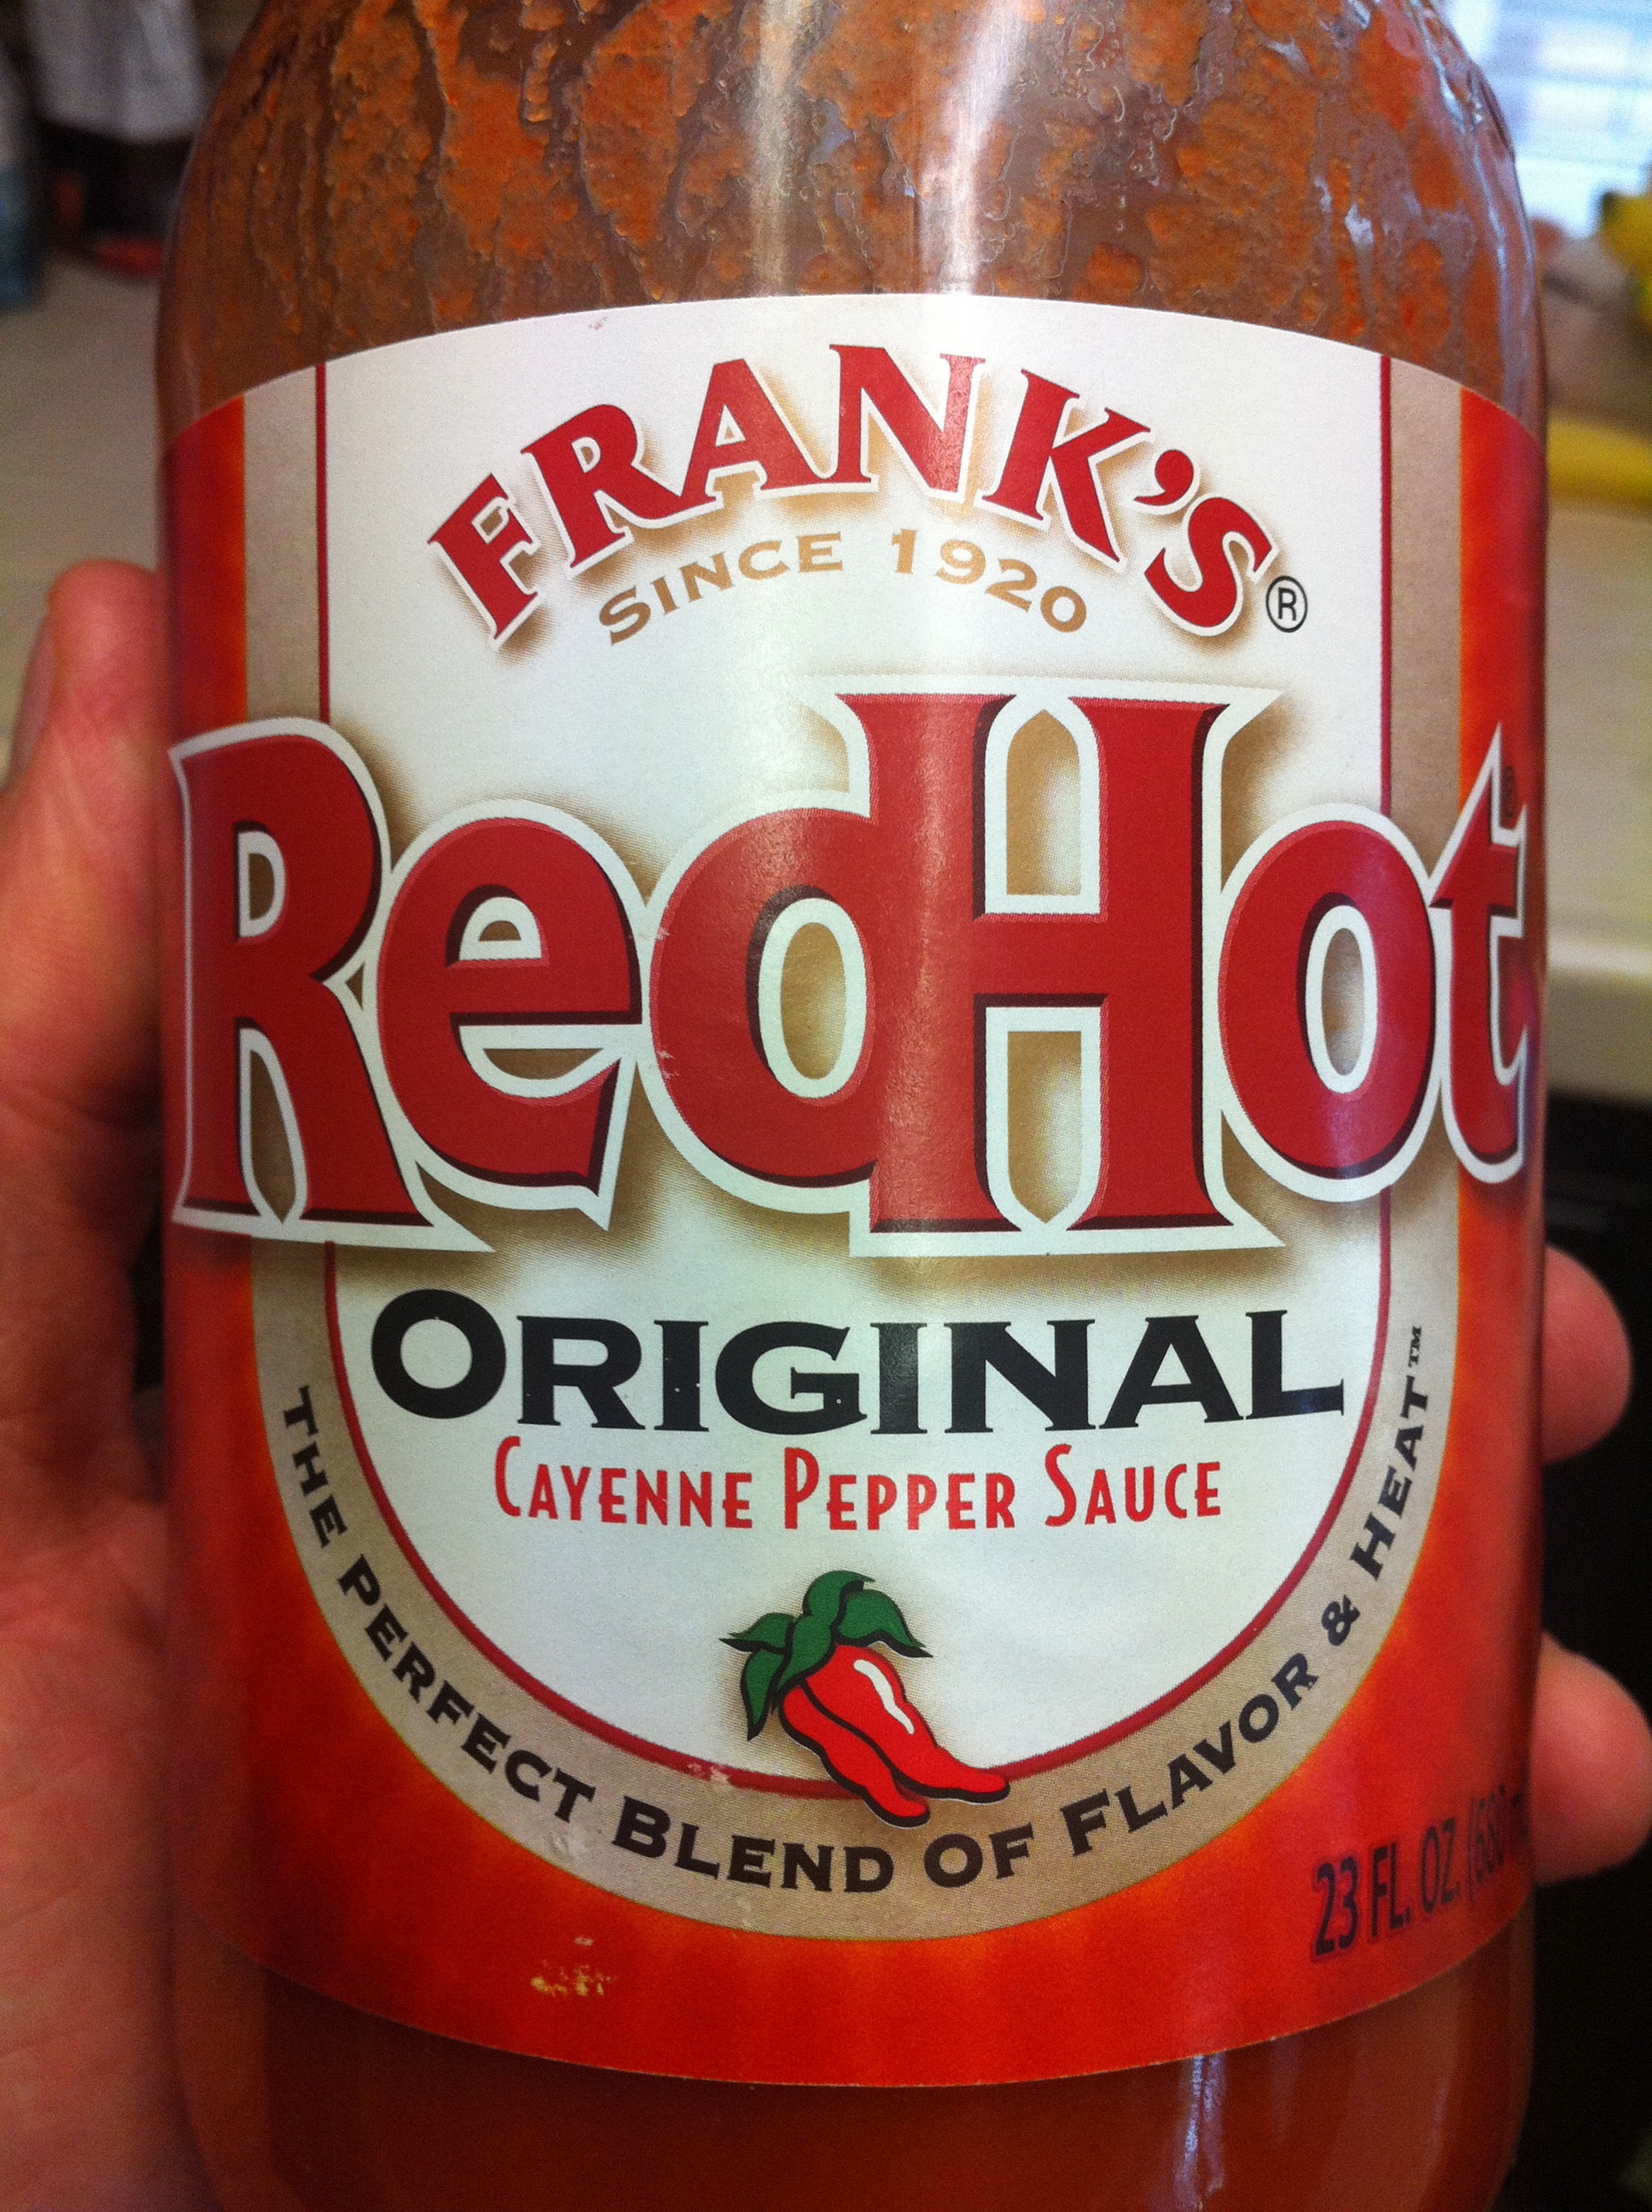 FRANK'S®
SINCE 1920
RedHot®
ORIGINAL
CAYENNE PEPPER SAUCE
THE PERFECT BLEND OF FLAVOR & HEAT™
23 FL. OZ.